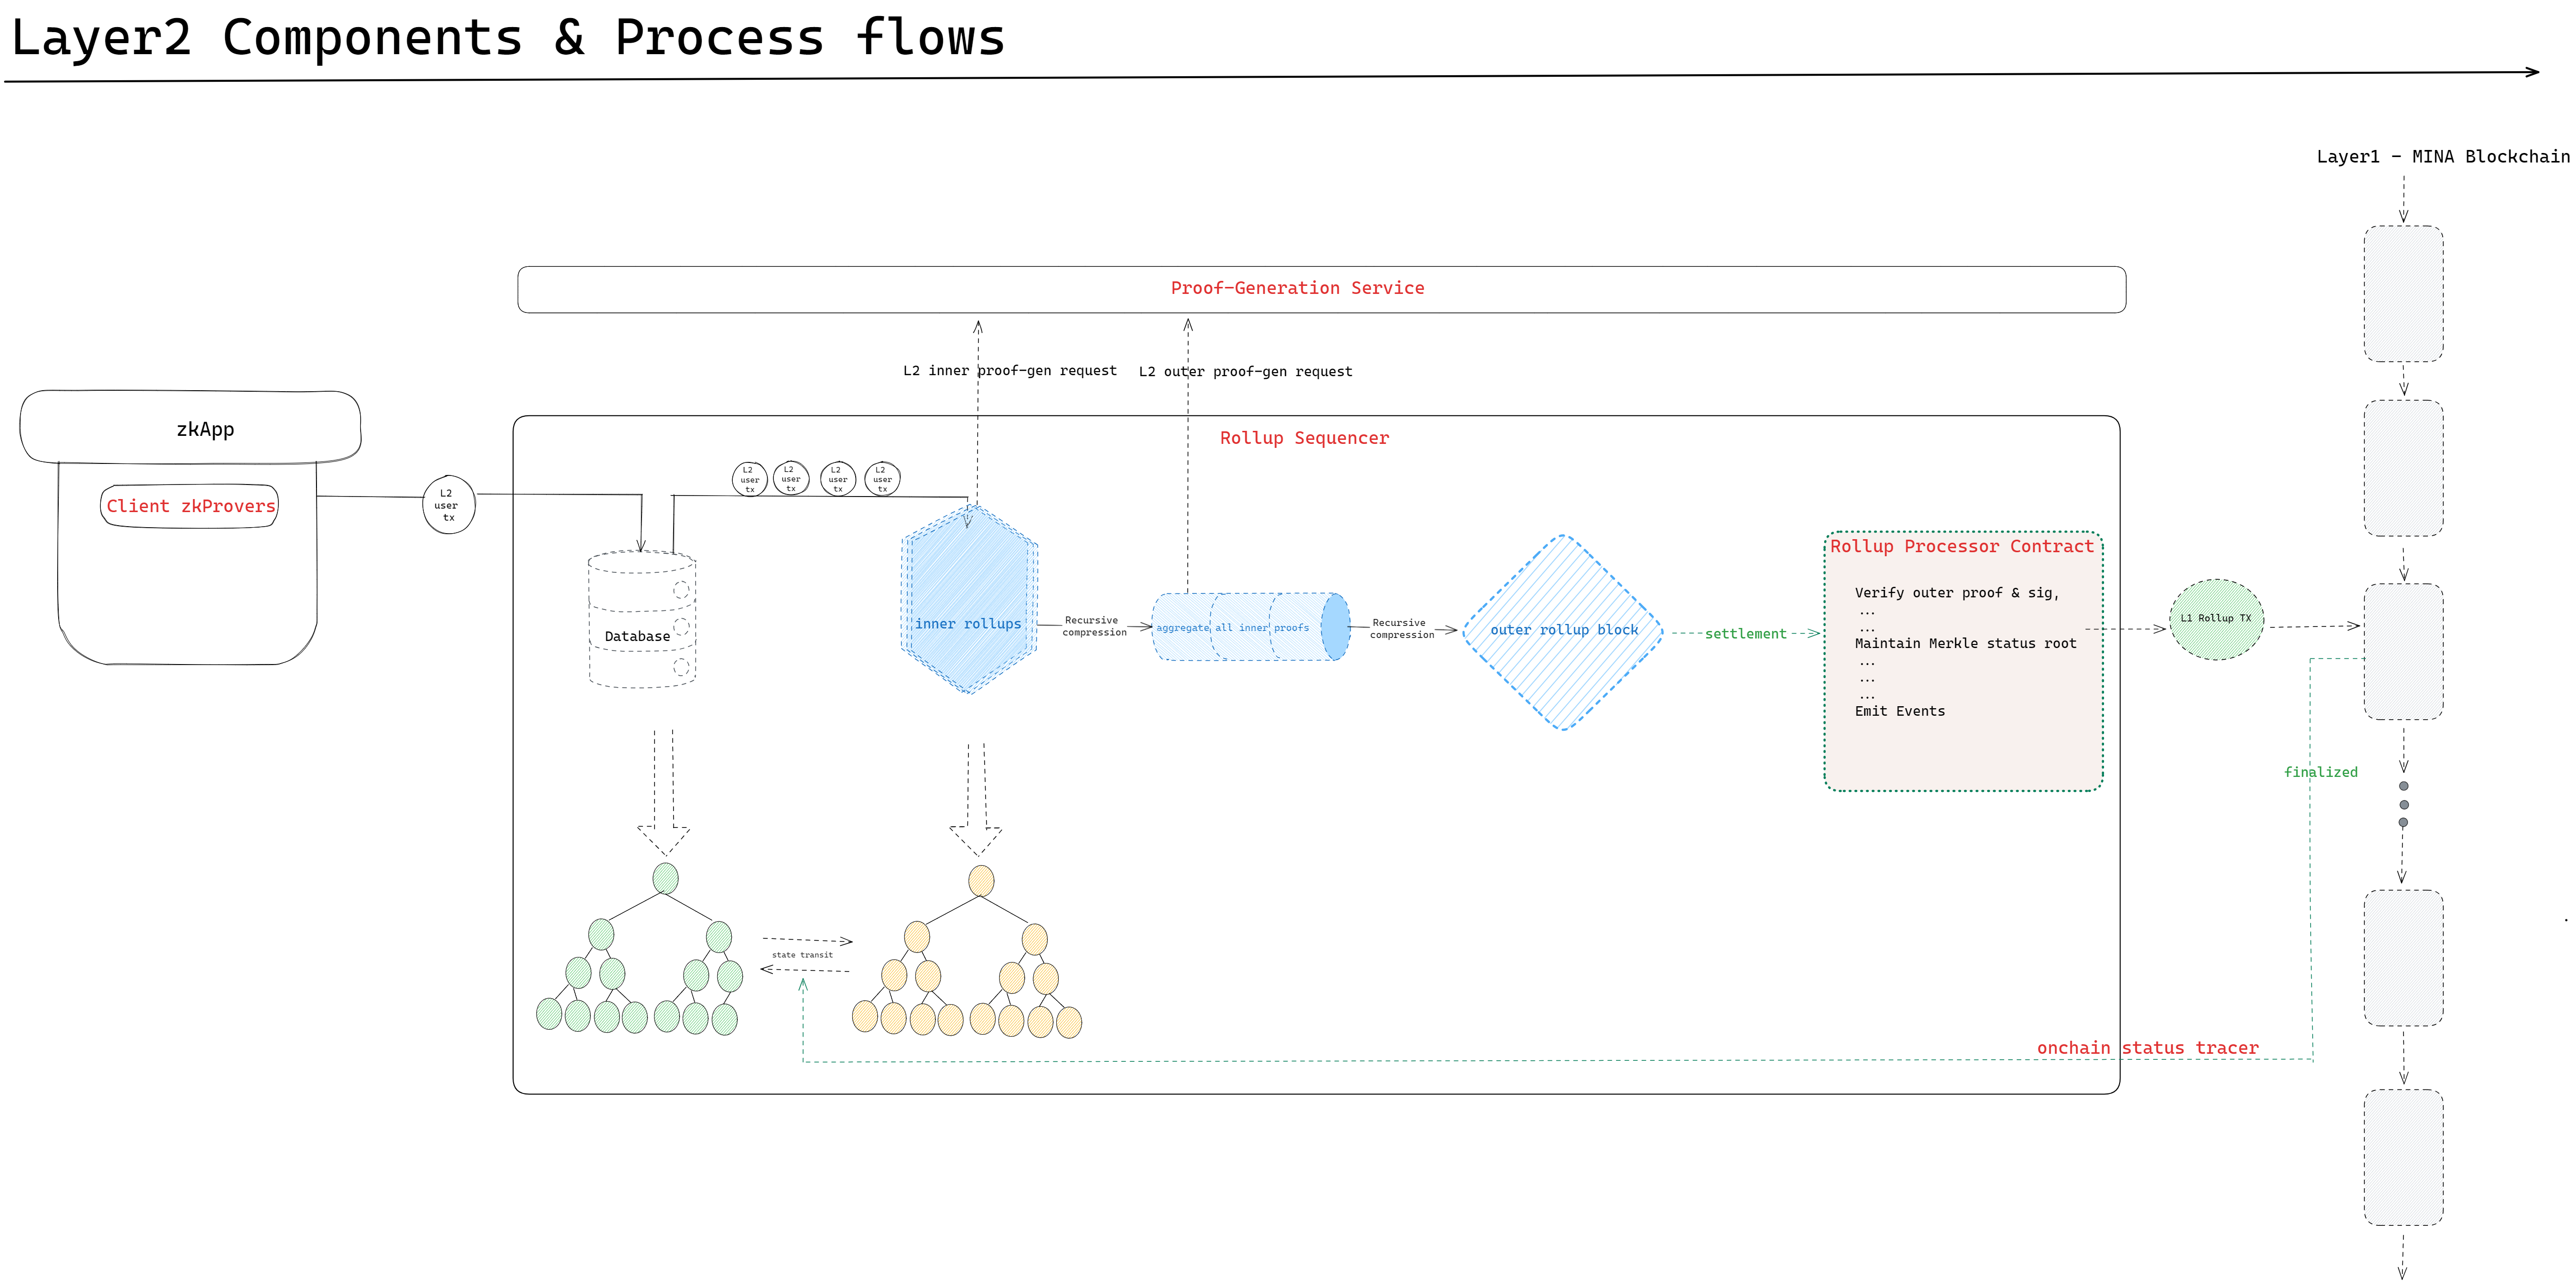 Layer2 Components & Process flows
Layer1 - MINA Blockchain
Proof-Generation Service
L2 inner proof-gen request
L2 outer proof-gen request
zkApp
Client zkProvers
L2
user
tx
Rollup Sequencer
L2
user
tx
L2
user
tx
L2
user
tx
L2
user
tx
Database
inner rollups
Recursive
compression
aggregate all inner proofs
Recursive
compression
outer rollup block
settlement
Rollup Processor Contract
Verify outer proof & sig,
...
...
Maintain Merkle status root
...
...
...
Emit Events
L1 Rollup TX
finalized
state transit
onchain status tracer